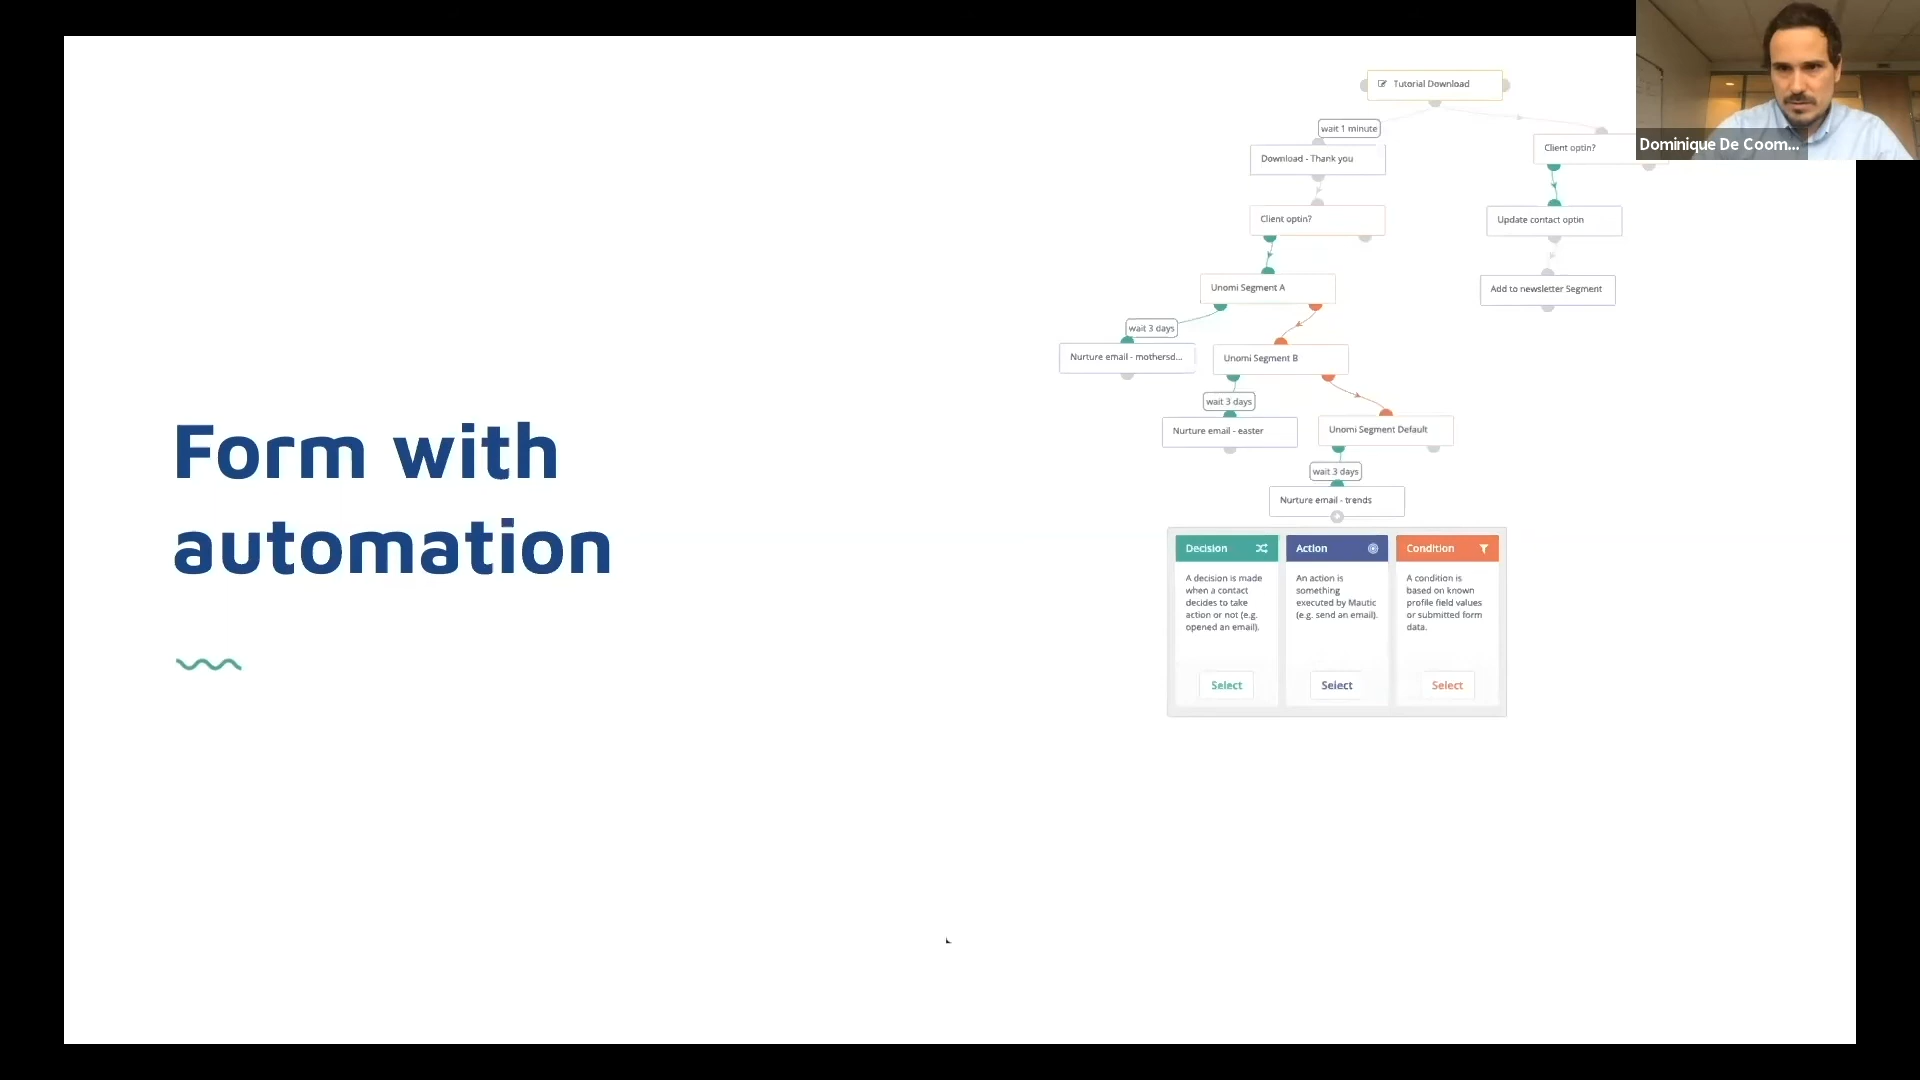 Form with
automation
Tutorial Download
wait 1 minute
Download - Thank you
Client optin?
Client optin?
Update contact optin
Add to newsletter Segment
Unomi Segment A
wait 3 days
Nurture email - mothersd...
Unomi Segment B
wait 3 days
Nurture email - easter
Unomi Segment Default
wait 3 days
Nurture email - trends
Decision
A decision is made
when a contact
decides to take
action or not (e.g.
opened an email).
Select
Action
An action is
something
executed by Mautic
(e.g. send an email).
Select
Condition
A condition is
based on known
profile field values
or submitted form
data.
Select
Dominique De Coom...